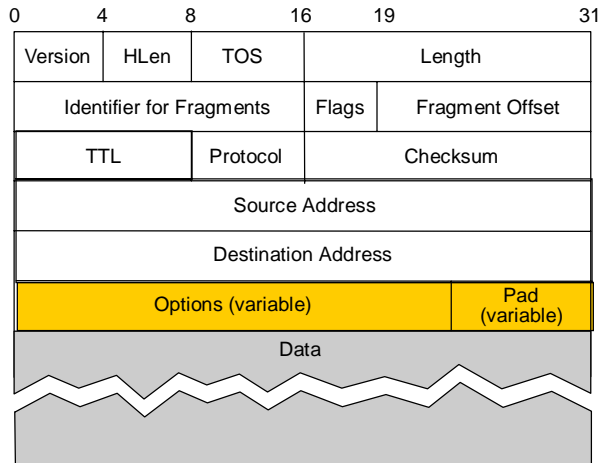 0 4 8 16 19 31
Version HLen TOS Length
Identifier for Fragments Flags Fragment Offset
TTL Protocol Checksum
Source Address
Destination Address
Options (variable) Pad
(variable)
Data